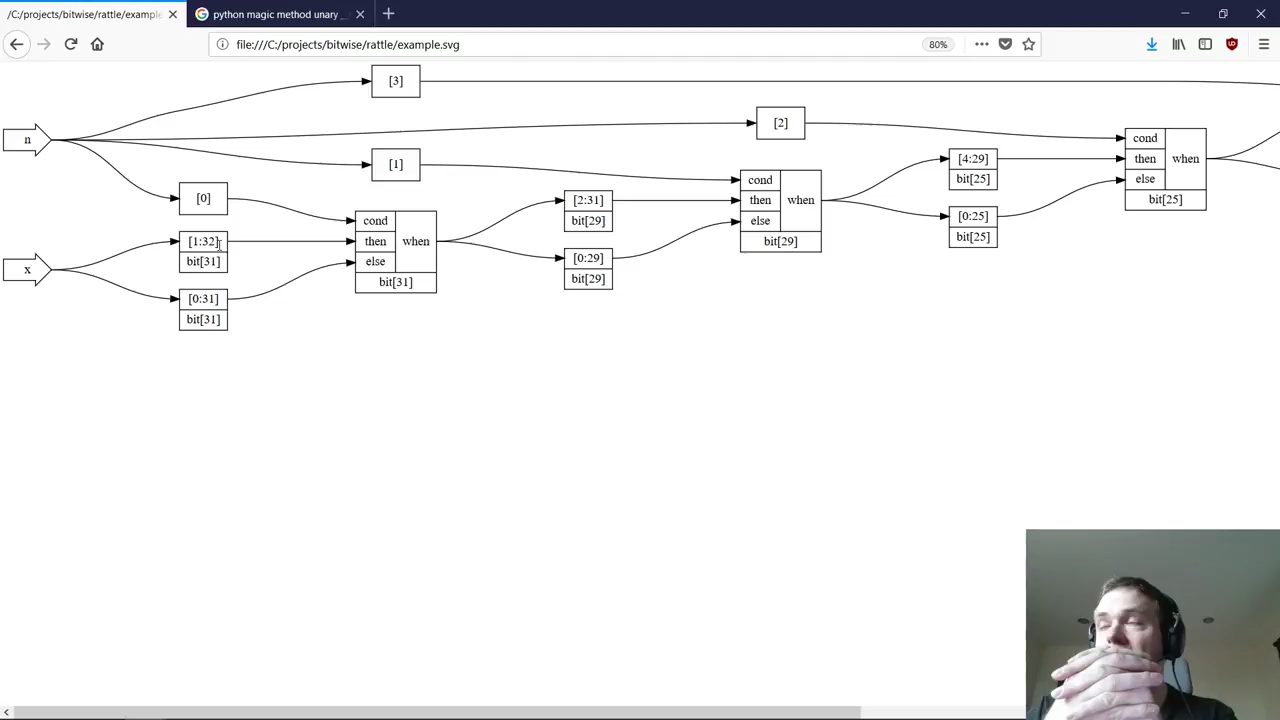 /C:/projects/bitwise/rattle/example
python magic method unary
file:///C:/projects/bitwise/rattle/example.svg
80%
[3]
n
[2]
cond
then
else
when
bit[25]
[1]
[4:29]
bit[25]
[0:25]
bit[25]
[0]
cond
then
else
when
bit[29]
[2:31]
bit[29]
[0:29]
bit[29]
x
[1:32]
bit[31]
[0:31]
bit[31]
cond
then
else
when
bit[31]